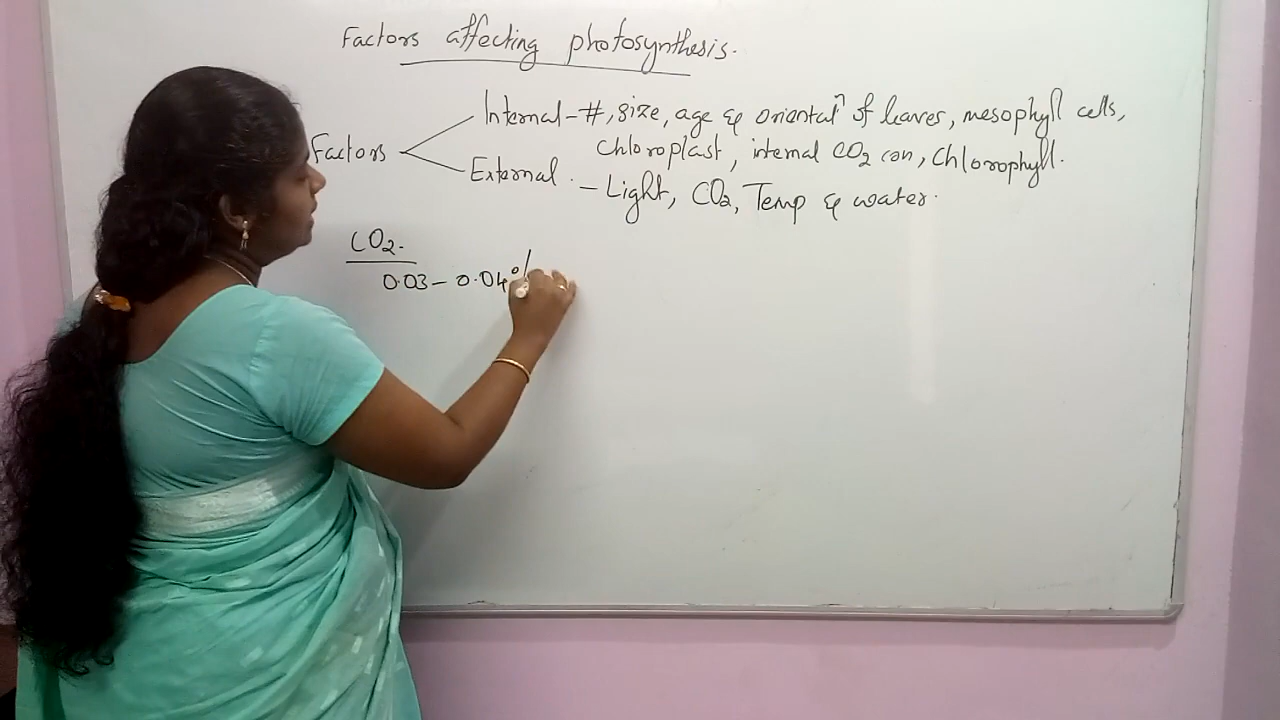 Factors affecting photosynthesis.
Internal - #, size, age & orientatⁿ of leaves, mesophyll cells,
Factors
chloroplast, internal CO2 con, Chlorophyll.
External - Light, CO2, Temp & water.
CO2.
0.03 - 0.04%